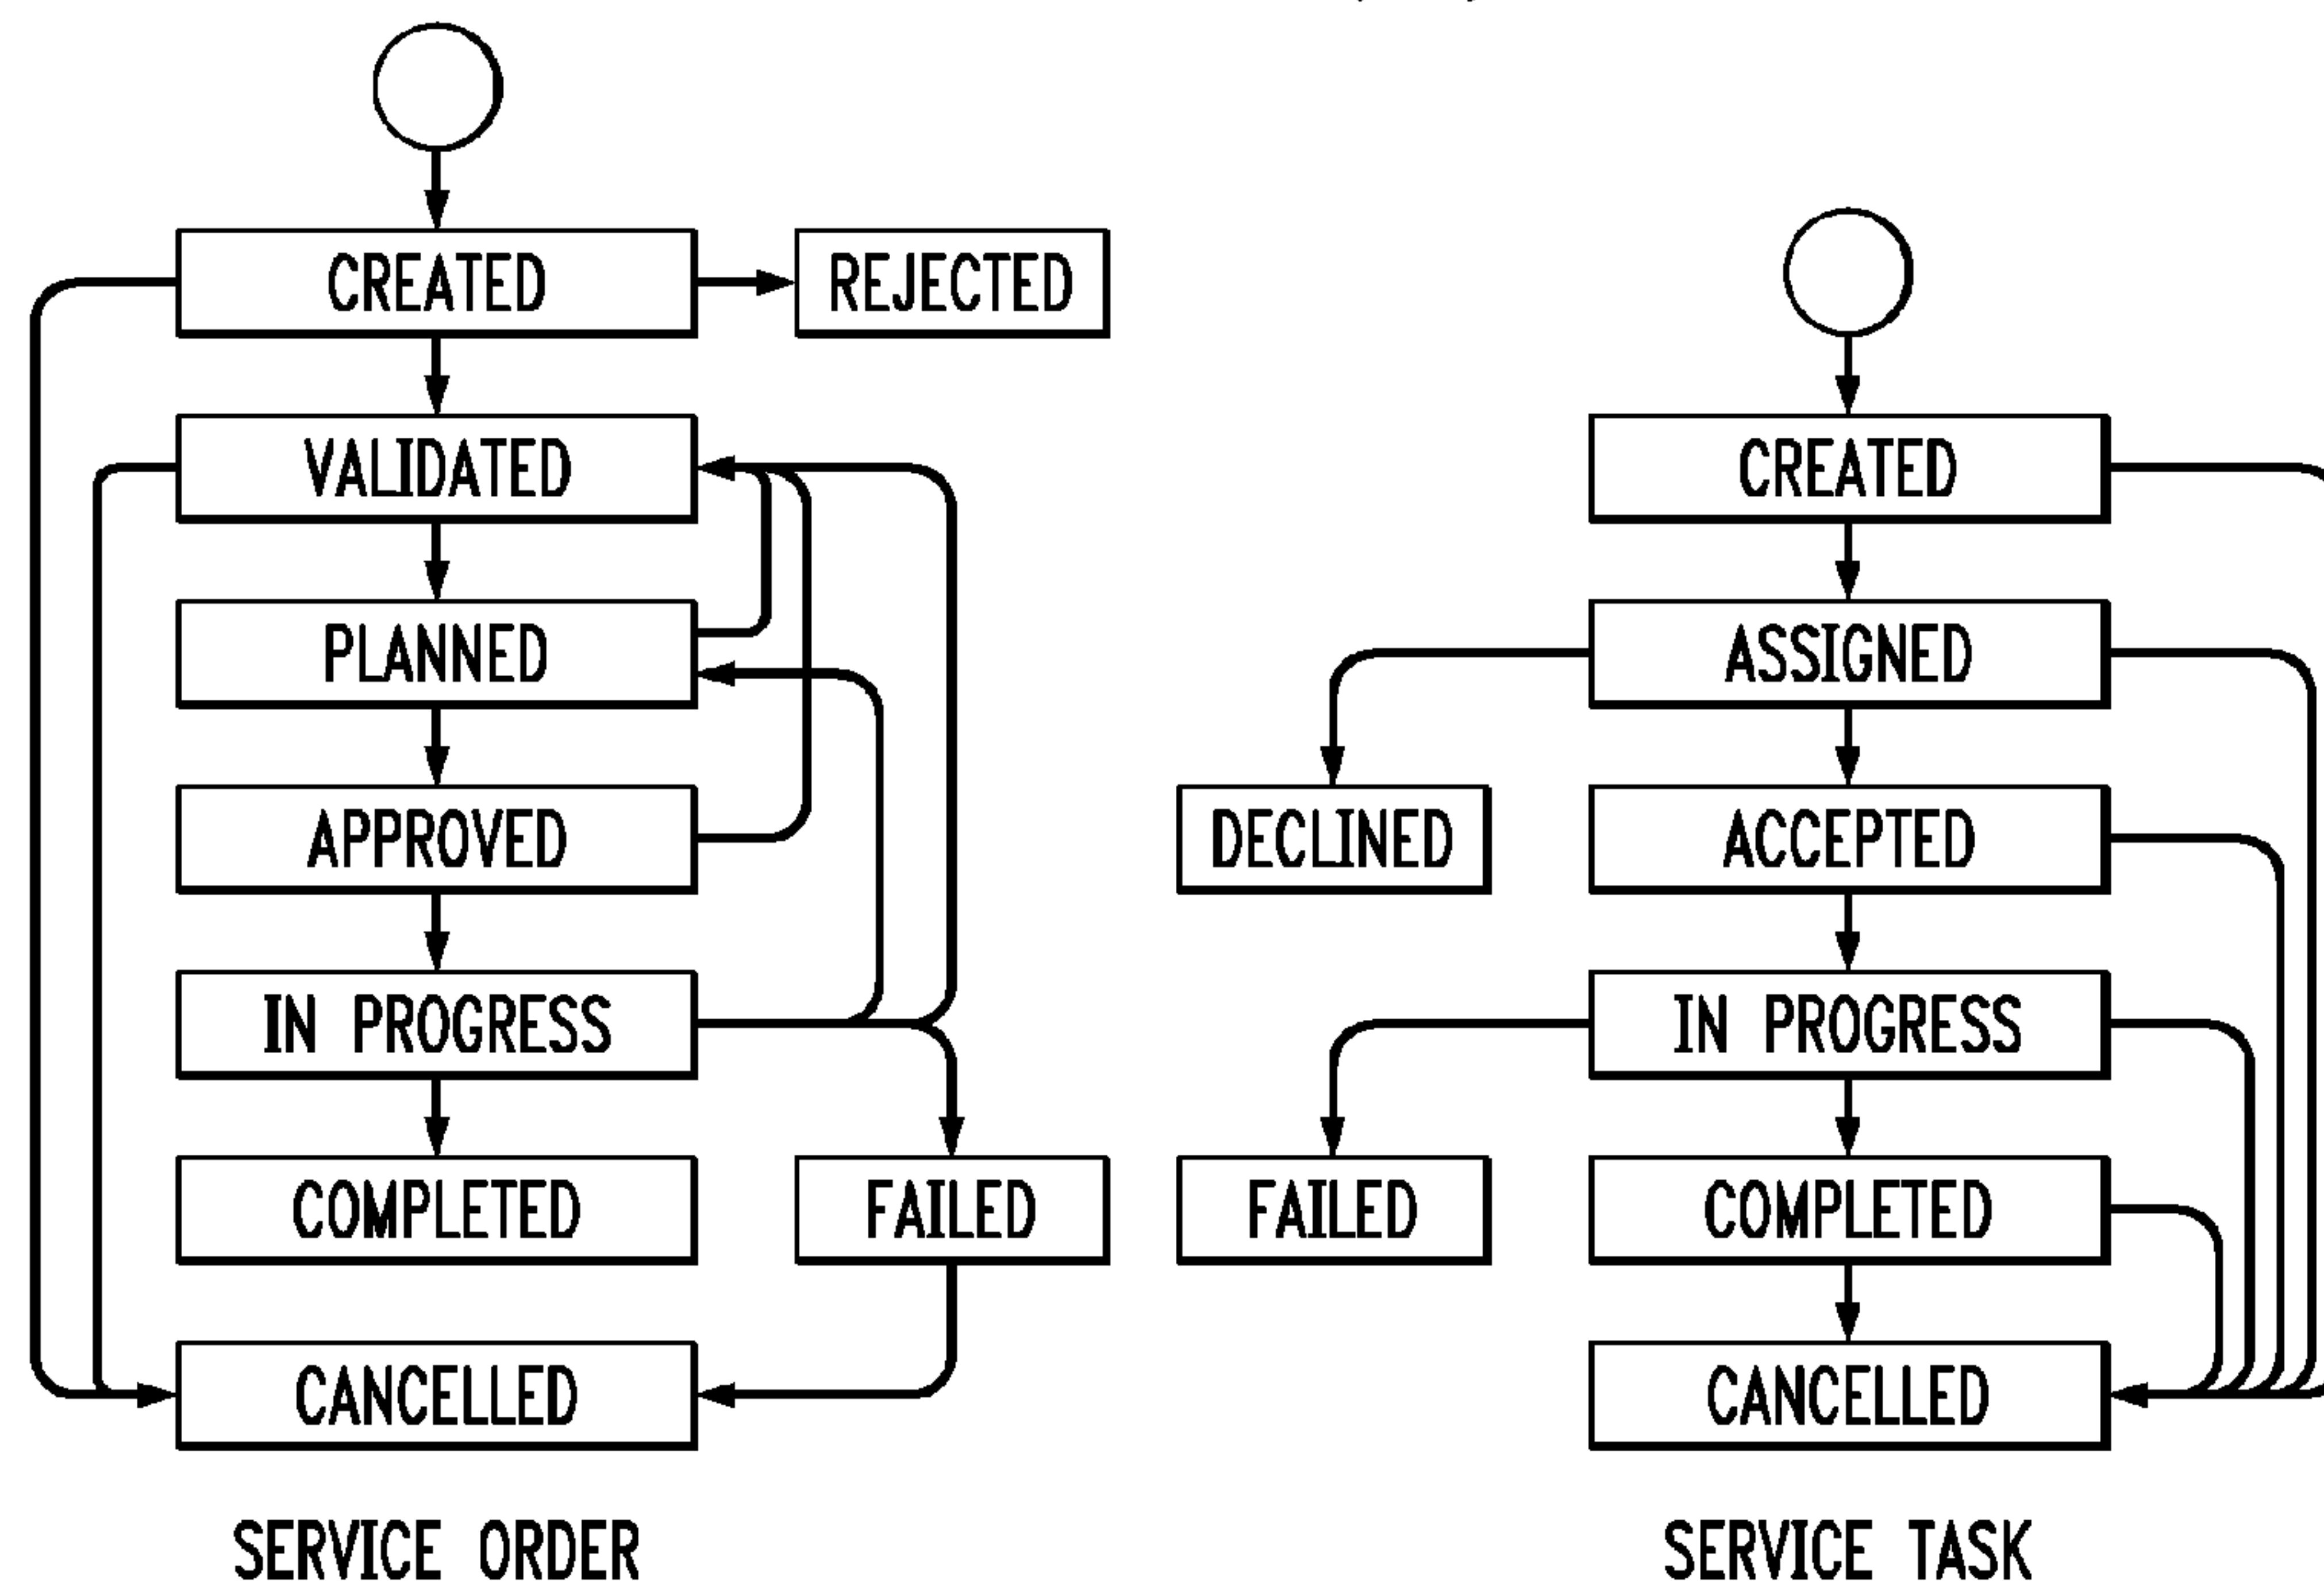 CREATED
REJECTED
VALIDATED
PLANNED
APPROVED
IN PROGRESS
COMPLETED
FAILED
CANCELLED
SERVICE ORDER
CREATED
ASSIGNED
DECLINED
ACCEPTED
IN PROGRESS
FAILED
COMPLETED
CANCELLED
SERVICE TASK